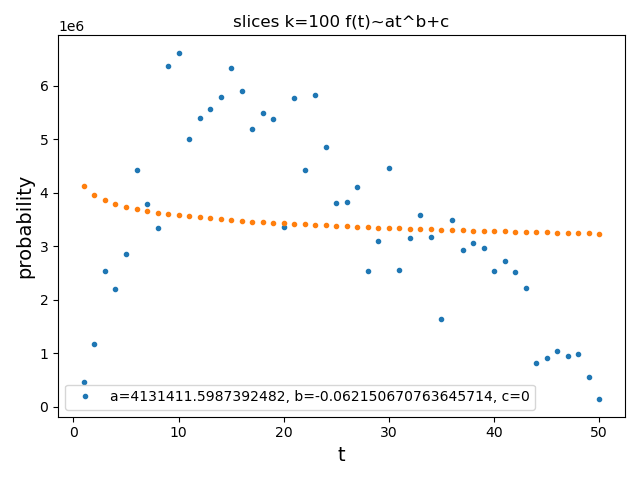 slices k=100 f(t)~at^b+c
1e6
6
5
4
3
2
1
0
probability
a=4131411.5987392482, b=-0.062150670763645714, c=0
0 10 20 30 40 50
t